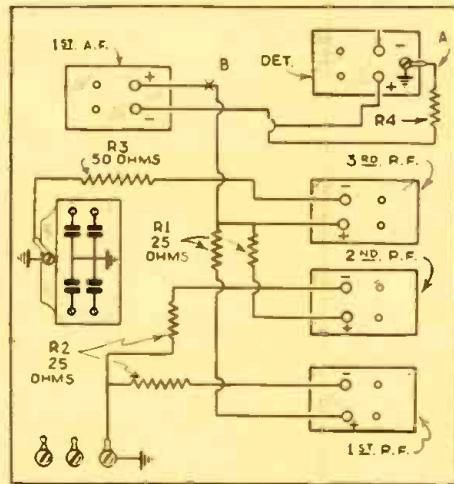 1ST. A.F.
+
−
B
DET.
−
+
A
R4
R3
50 OHMS
3RD. R.F.
−
+
R1
25
OHMS
2ND. R.F.
−
+
R2
25
OHMS
−
+
1ST. R.F.